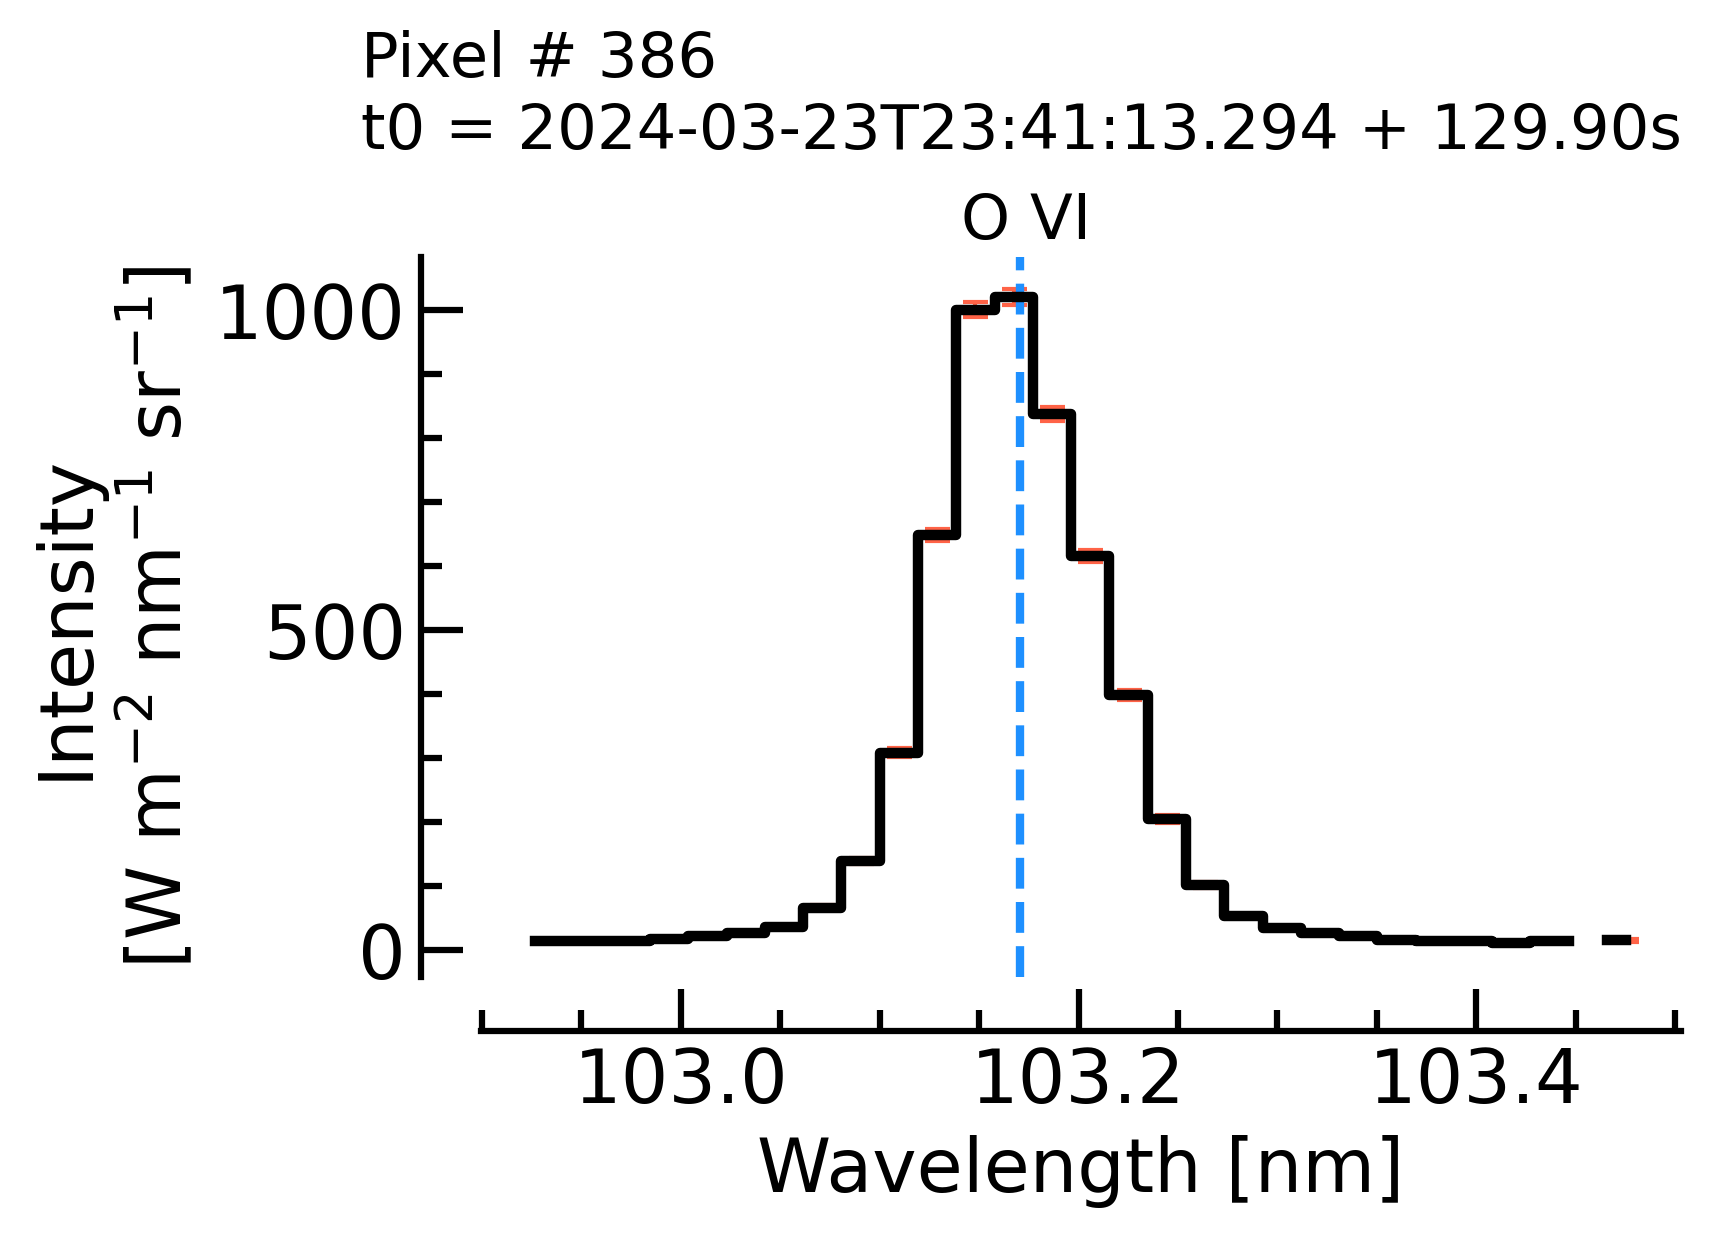 Pixel # 386
t0 = 2024-03-23T23:41:13.294 + 129.90s
O VI
Intensity
[W m⁻² nm⁻¹ sr⁻¹]
1000
500
0
103.0 103.2 103.4
Wavelength [nm]